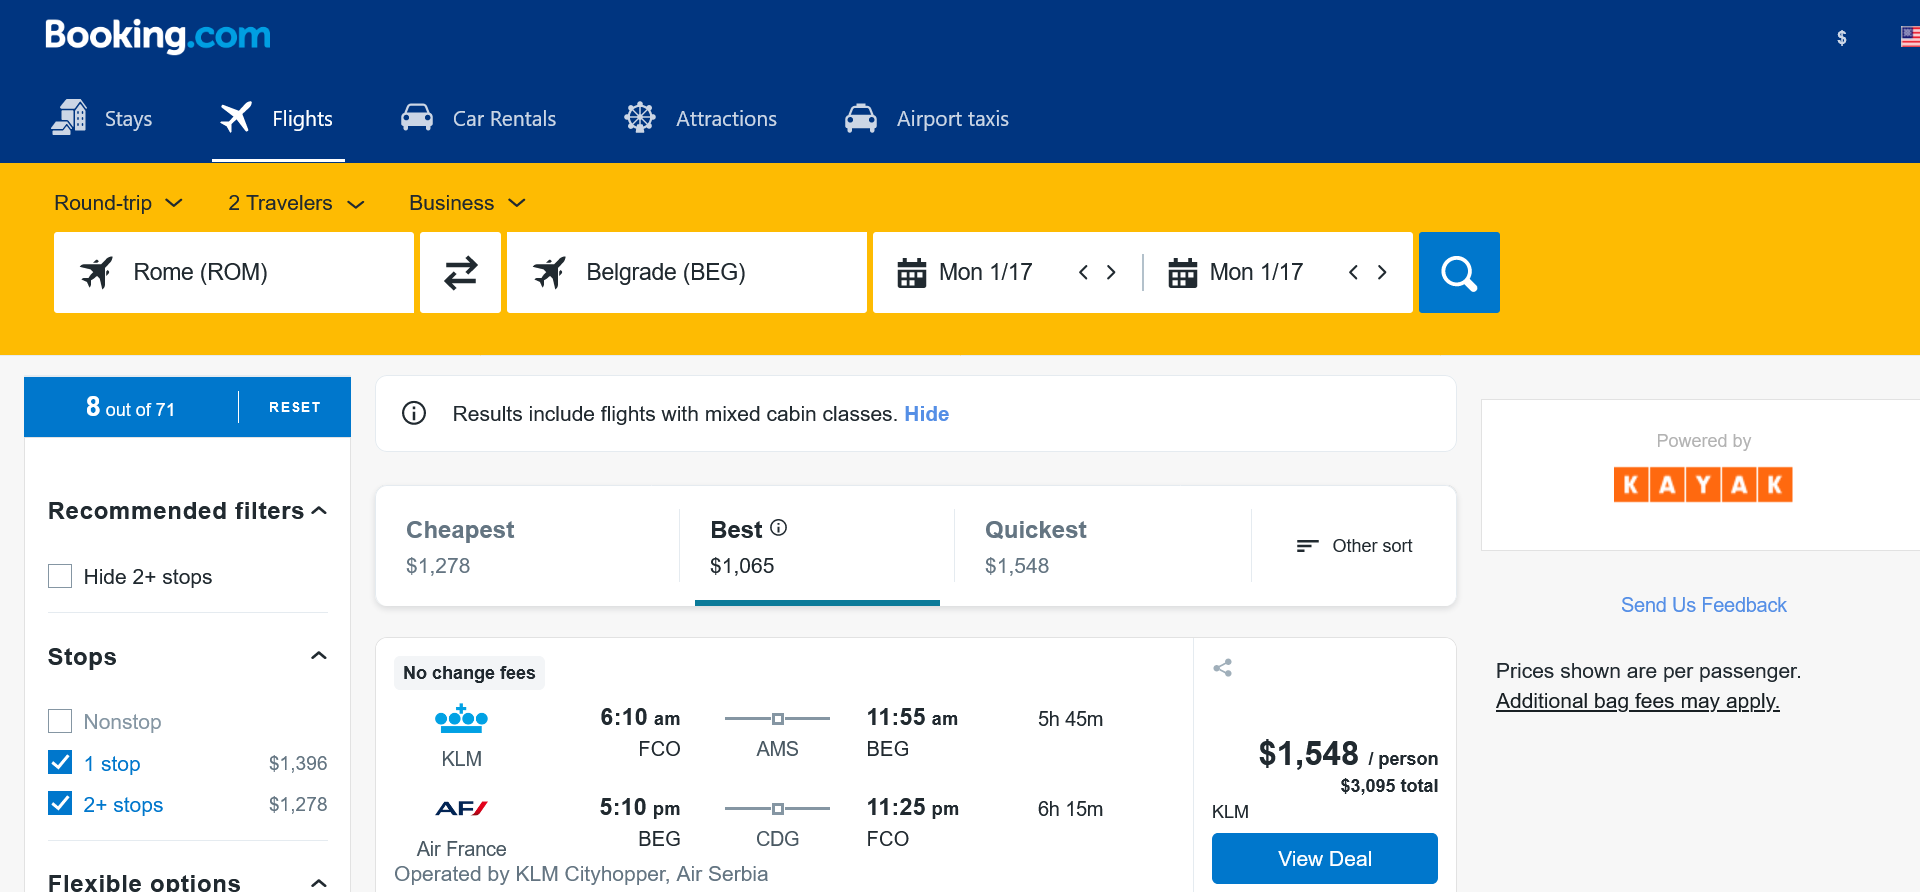 Booking.com
$
Stays
Flights
Car Rentals
Attractions
Airport taxis
Round-trip
2 Travelers
Business
Rome (ROM)
Belgrade (BEG)
Mon 1/17
Mon 1/17
8 out of 71
RESET
Results include flights with mixed cabin classes. Hide
Powered by
KAYAK
Recommended filters
Hide 2+ stops
Cheapest
$1,278
Best
$1,065
Quickest
$1,548
Other sort
Send Us Feedback
Stops
Nonstop
1 stop $1,396
2+ stops $1,278
Flexible options
No change fees
KLM
6:10 am
FCO
AMS
11:55 am
BEG
5h 45m
AF
Air France
5:10 pm
BEG
CDG
11:25 pm
FCO
6h 15m
Operated by KLM Cityhopper, Air Serbia
$1,548 / person
$3,095 total
KLM
View Deal
Prices shown are per passenger.
Additional bag fees may apply.